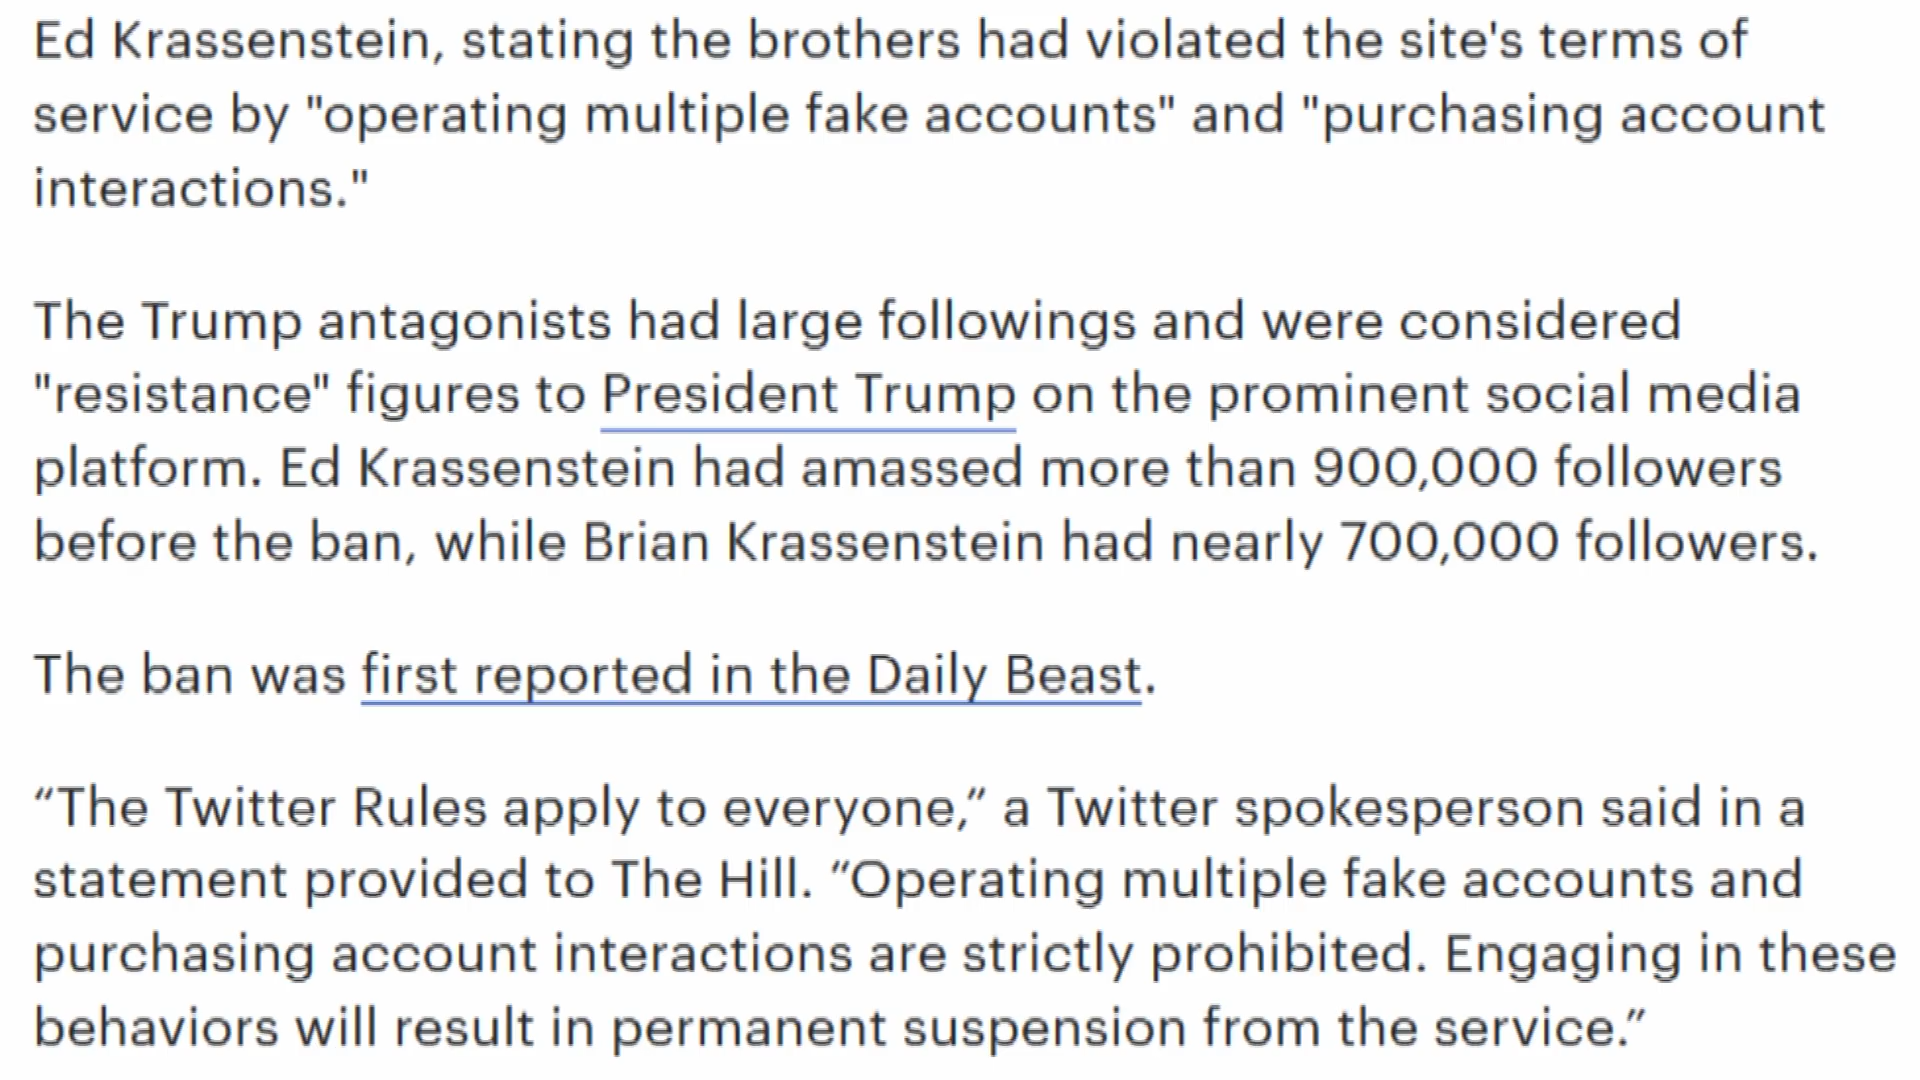 Ed Krassenstein, stating the brothers had violated the site's terms of
service by "operating multiple fake accounts" and "purchasing account
interactions."
The Trump antagonists had large followings and were considered
"resistance" figures to President Trump on the prominent social media
platform. Ed Krassenstein had amassed more than 900,000 followers
before the ban, while Brian Krassenstein had nearly 700,000 followers.
The ban was first reported in the Daily Beast.
“The Twitter Rules apply to everyone,” a Twitter spokesperson said in a
statement provided to The Hill. “Operating multiple fake accounts and
purchasing account interactions are strictly prohibited. Engaging in these
behaviors will result in permanent suspension from the service.”